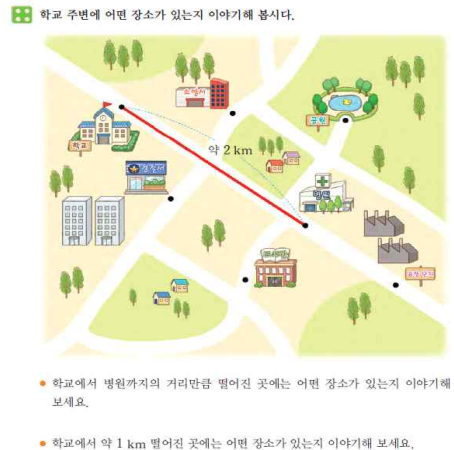 학교 주변에 어떤 장소가 있는지 이야기해 봅시다.
소방서
공원
학교
약 2 km
경찰서
병원
도서관
학교에서 병원까지의 거리만큼 떨어진 곳에는 어떤 장소가 있는지 이야기해
보세요.
학교에서 약 1 km 떨어진 곳에는 어떤 장소가 있는지 이야기해 보세요.